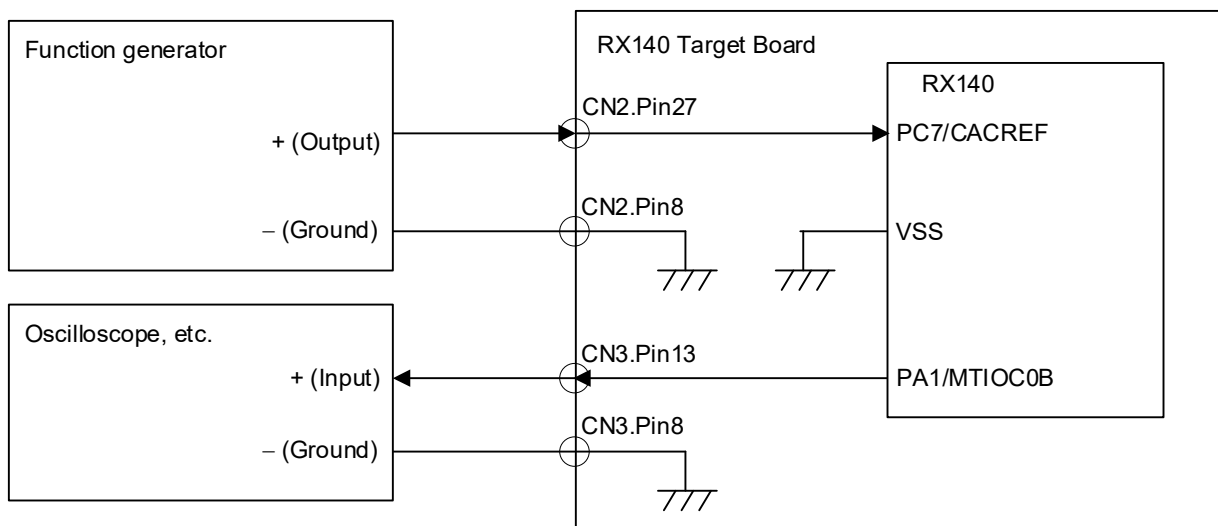 Function generator
+ (Output)
– (Ground)
Oscilloscope, etc.
+ (Input)
– (Ground)
RX140 Target Board
CN2.Pin27
CN2.Pin8
CN3.Pin13
CN3.Pin8
RX140
PC7/CACREF
VSS
PA1/MTIOC0B